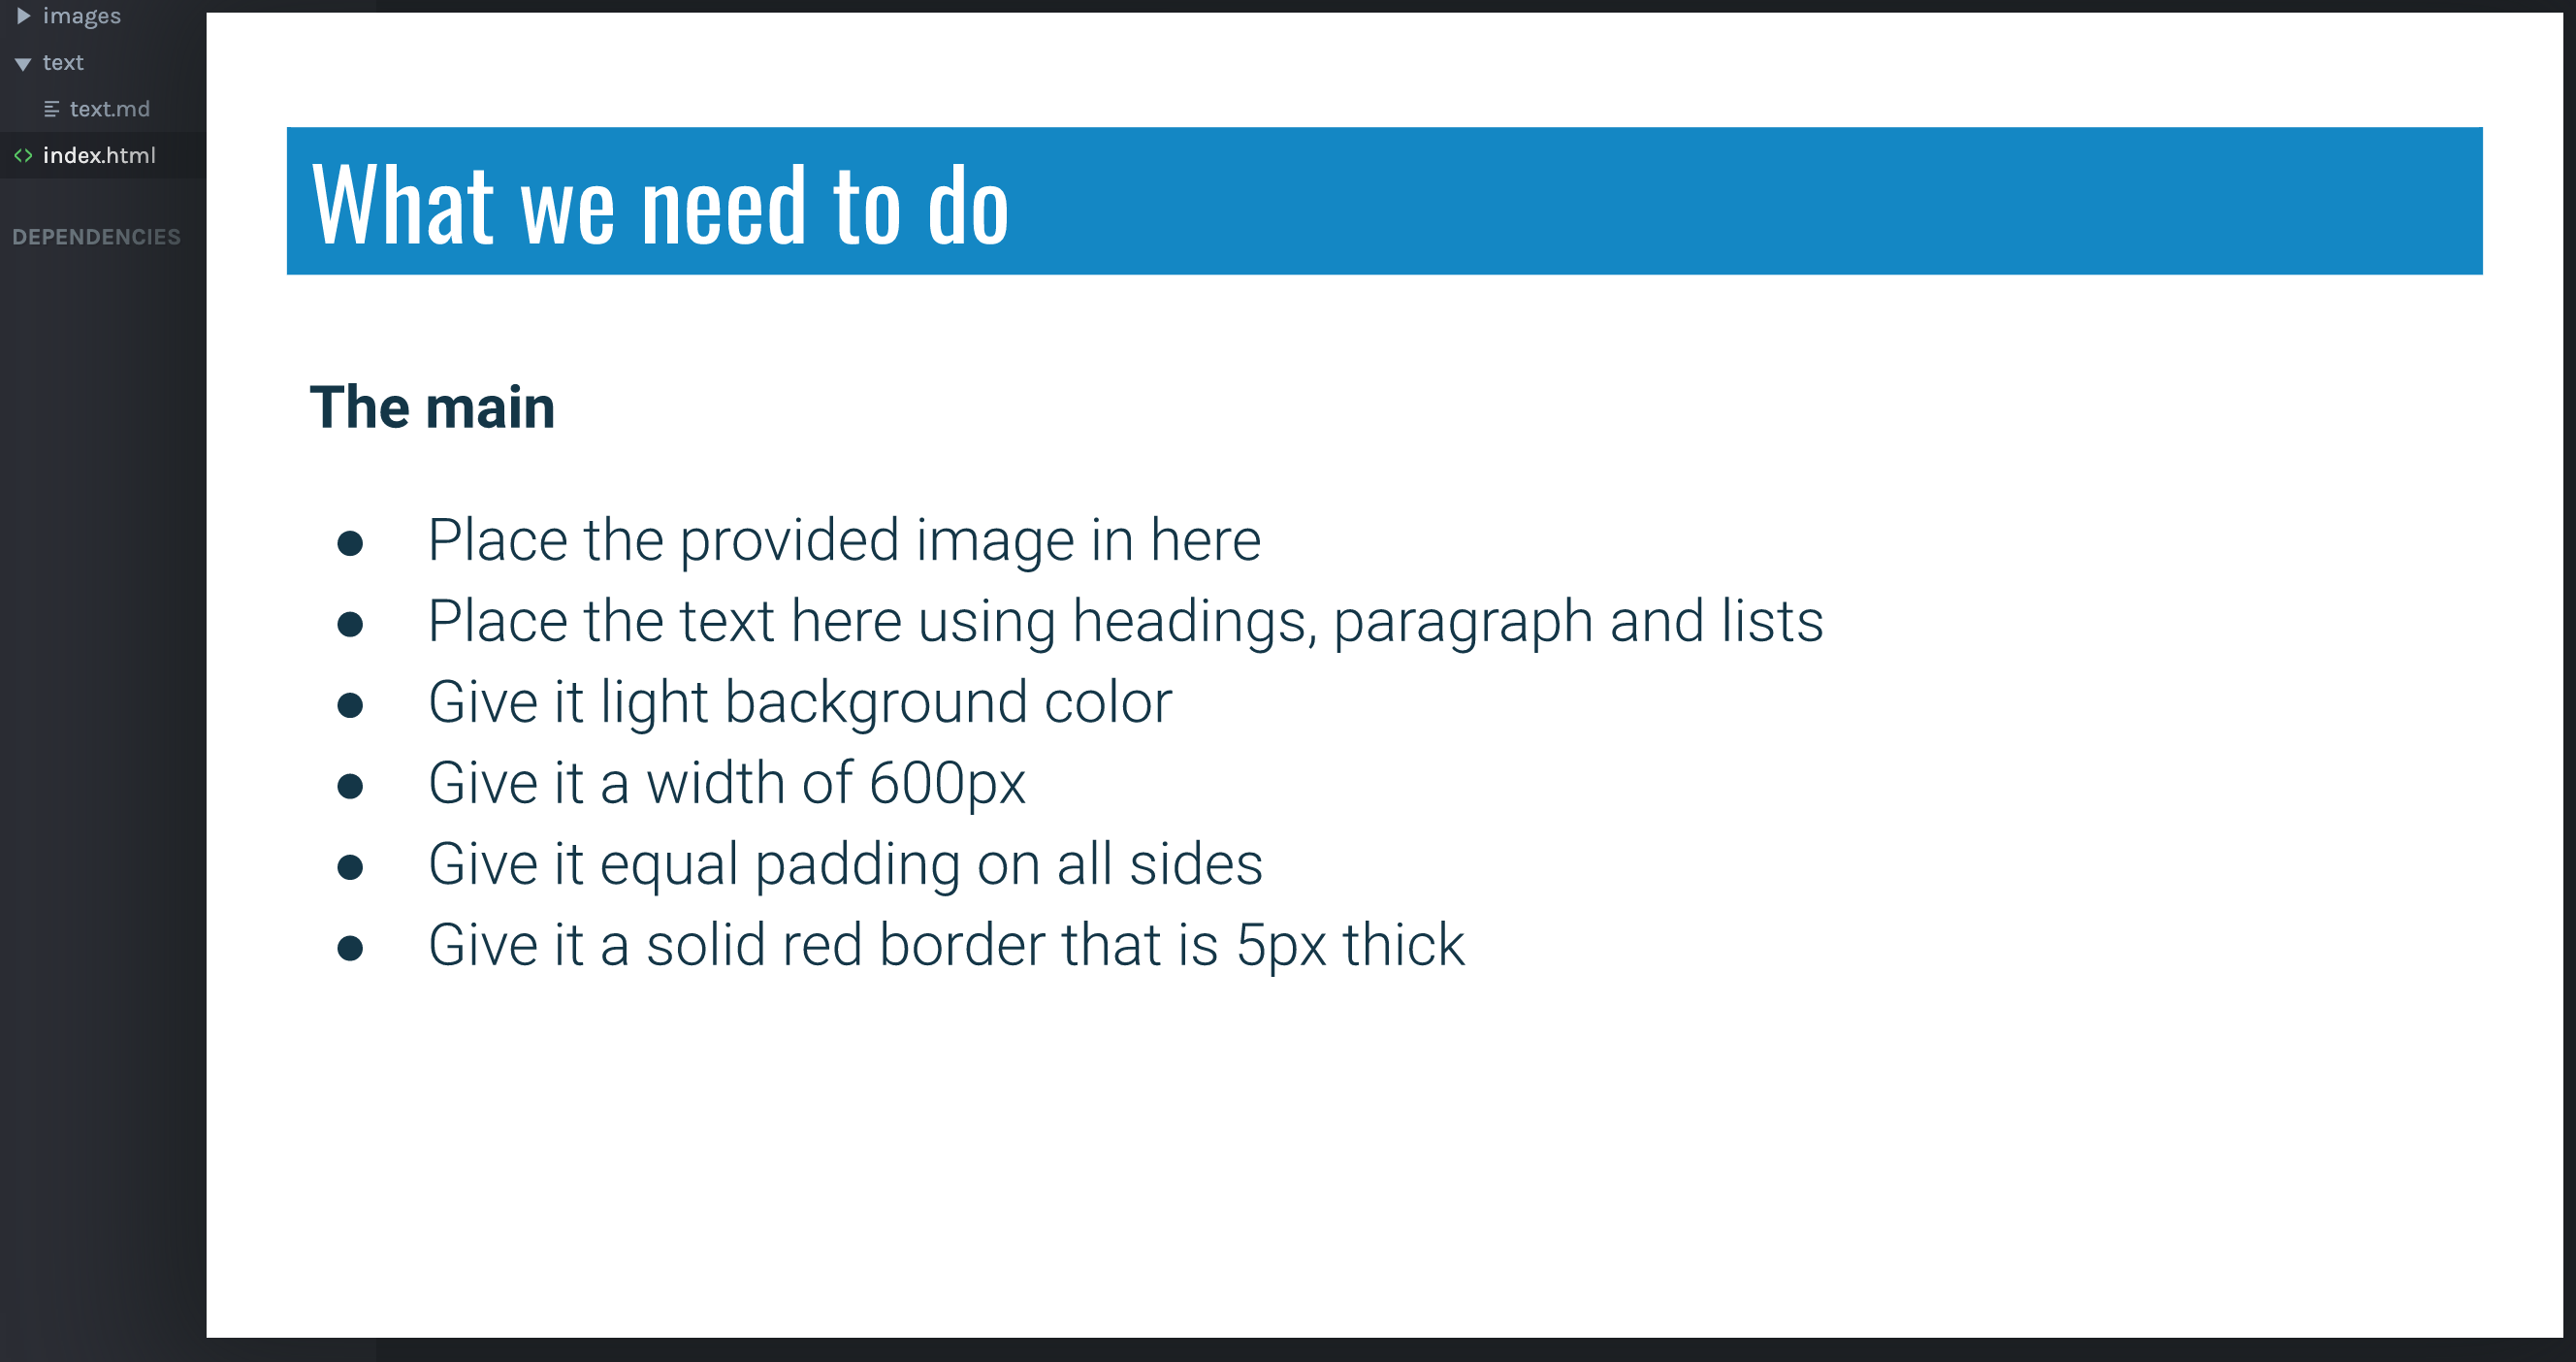 images
text
text.md
index.html
DEPENDENCIES
What we need to do
The main
● Place the provided image in here
● Place the text here using headings, paragraph and lists
● Give it light background color
● Give it a width of 600px
● Give it equal padding on all sides
● Give it a solid red border that is 5px thick